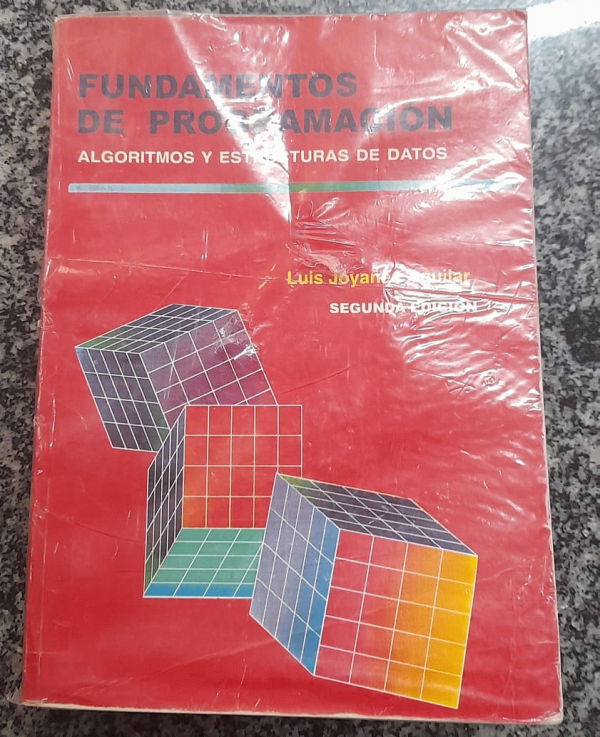 FUNDAMENTOS
DE PROGRAMACION
ALGORITMOS Y ESTRUCTURAS DE DATOS
Luis Joyanes Aguilar
SEGUNDA EDICION